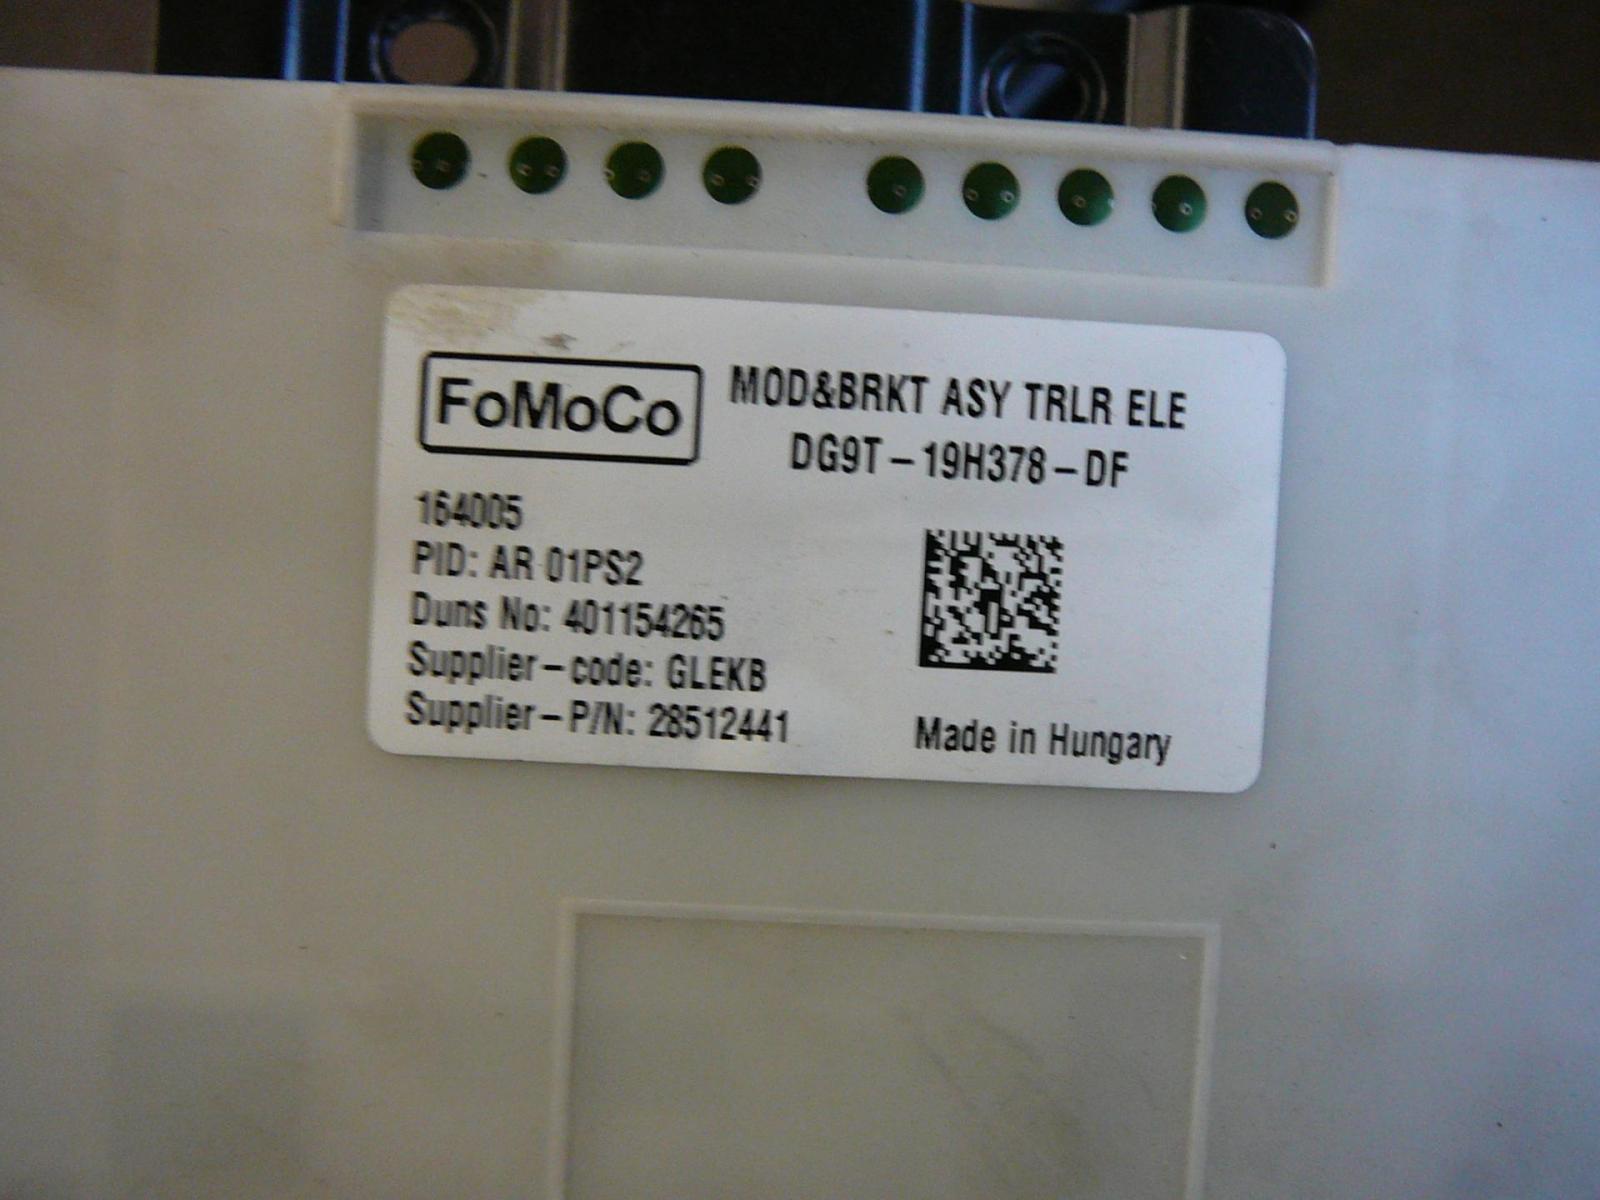 FoMoCo
MOD&BRKT ASY TRLR ELE
DG9T-19H378-DF
164005
PID: AR 01PS2
Duns No: 401154265
Supplier-code: GLEKB
Supplier-P/N: 28512441
Made in Hungary